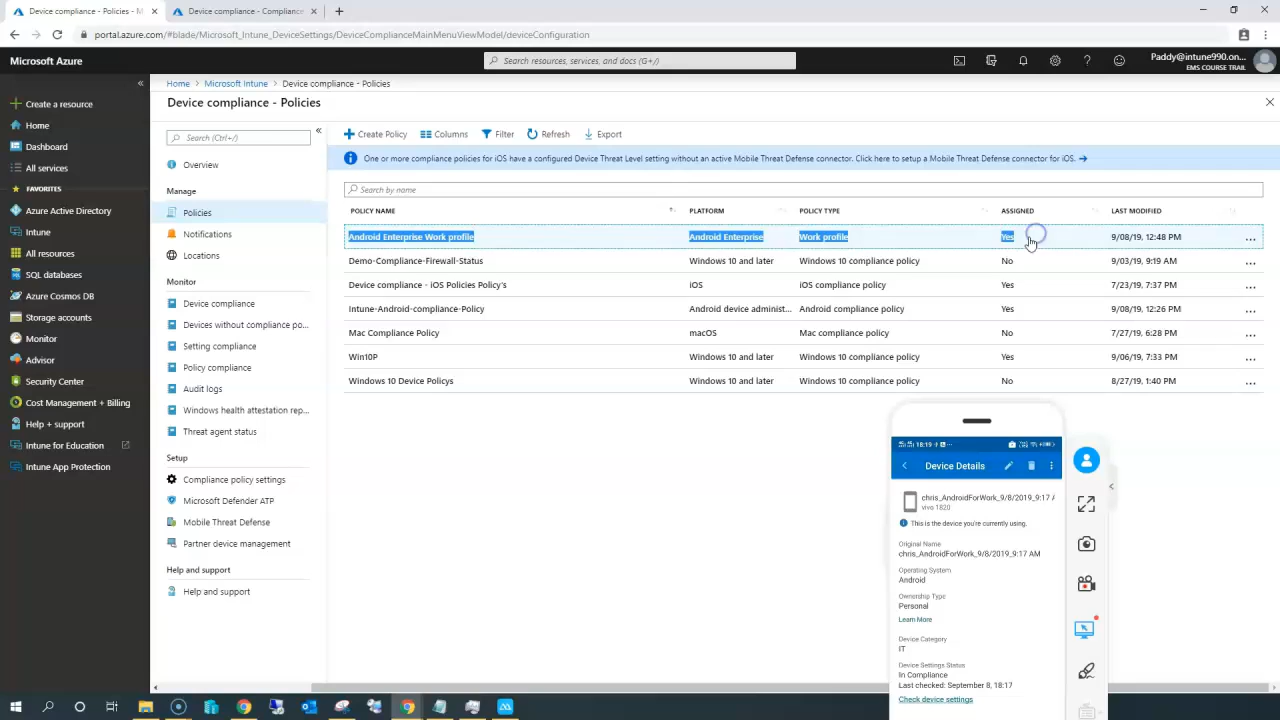 Device compliance - Policies - M
Device compliance - Compliance
portal.azure.com/#blade/Microsoft_Intune_DeviceSettings/DeviceComplianceMainMenuViewModel/deviceConfiguration
Microsoft Azure
Search resources, services, and docs (G+/)
Paddy@intune990.on...
EMS COURSE TRAIL
Create a resource
Home
Dashboard
All services
FAVORITES
Azure Active Directory
Intune
All resources
SQL databases
Azure Cosmos DB
Storage accounts
Monitor
Advisor
Security Center
Cost Management + Billing
Help + support
Intune for Education
Intune App Protection
Home > Microsoft Intune > Device compliance - Policies
Device compliance - Policies
Search (Ctrl+/)
Overview
Manage
Policies
Notifications
Locations
Monitor
Device compliance
Devices without compliance po...
Setting compliance
Policy compliance
Audit logs
Windows health attestation rep...
Threat agent status
Setup
Compliance policy settings
Microsoft Defender ATP
Mobile Threat Defense
Partner device management
Help and support
Help and support
Create Policy Columns Filter Refresh Export
One or more compliance policies for iOS have a configured Device Threat Level setting without an active Mobile Threat Defense connector. Click here to setup a Mobile Threat Defense connector for iOS.
Search by name
POLICY NAME PLATFORM POLICY TYPE ASSIGNED LAST MODIFIED
Android Enterprise Work profile Android Enterprise Work profile Yes 9/08/19, 12:48 PM ...
Demo-Compliance-Firewall-Status Windows 10 and later Windows 10 compliance policy No 9/03/19, 9:19 AM ...
Device compliance - iOS Policies Policy's iOS iOS compliance policy Yes 7/23/19, 7:37 PM ...
Intune-Android-compliance-Policy Android device administ... Android compliance policy Yes 9/08/19, 12:26 PM ...
Mac Compliance Policy macOS Mac compliance policy No 7/27/19, 6:28 PM ...
Win10P Windows 10 and later Windows 10 compliance policy Yes 9/06/19, 7:33 PM ...
Windows 10 Device Policys Windows 10 and later Windows 10 compliance policy No 8/27/19, 1:40 PM ...
18:19
Device Details
chris_AndroidForWork_9/8/2019_9:17 A
vivo 1820
This is the device you're currently using.
Original Name
chris_AndroidForWork_9/8/2019_9:17 AM
Operating System
Android
Ownership Type
Personal
Learn More
Device Category
IT
Device Settings Status
In Compliance
Last checked: September 8, 18:17
Check device settings